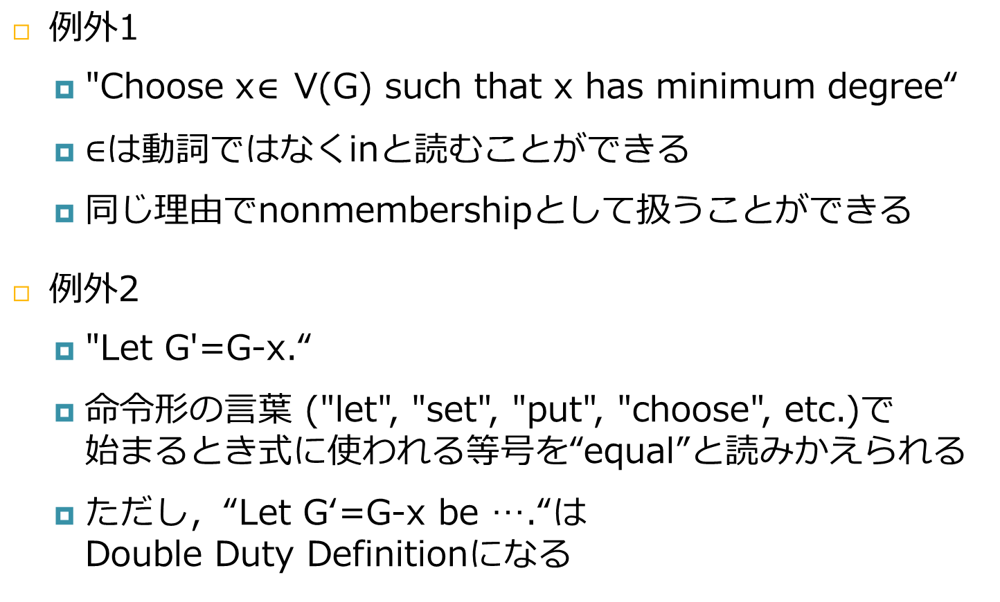 例外1
"Choose x∈ V(G) such that x has minimum degree“
∈は動詞ではなくinと読むことができる
同じ理由でnonmembershipとして扱うことができる
例外2
"Let G'=G-x.“
命令形の言葉 ("let", "set", "put", "choose", etc.)で
始まるとき式に使われる等号を“equal”と読みかえられる
ただし，“Let G‘=G-x be ….“は
Double Duty Definitionになる